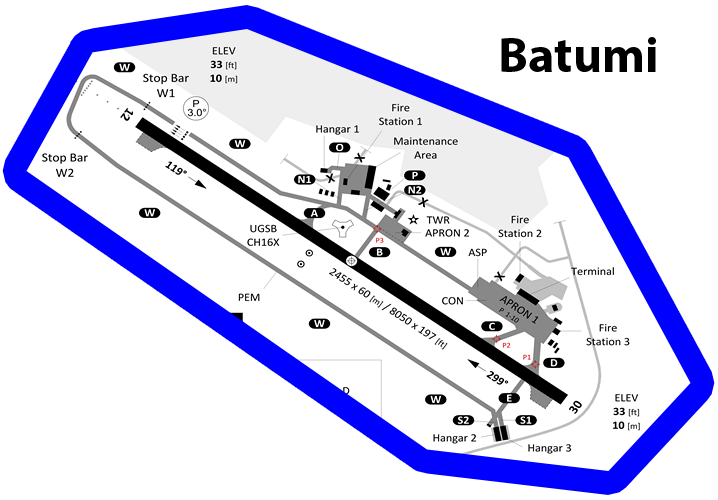 Batumi
ELEV
33 [ft]
10 [m]
W
Stop Bar
W1
P
3.0°
12
Stop Bar
W2
W
119°
Hangar 1
O
Fire
Station 1
Maintenance
Area
N1
P
N2
A
UGSB
CH16X
TWR
APRON 2
P3
B
W
W
PEM
2455 x 60 [m] / 8050 x 197 [ft]
Fire
Station 2
ASP
Terminal
CON
APRON 1
P 1-10
C
P2
Fire
Station 3
P1
D
W
299°
E
30
D
W
S2
S1
Hangar 2
Hangar 3
ELEV
33 [ft]
10 [m]